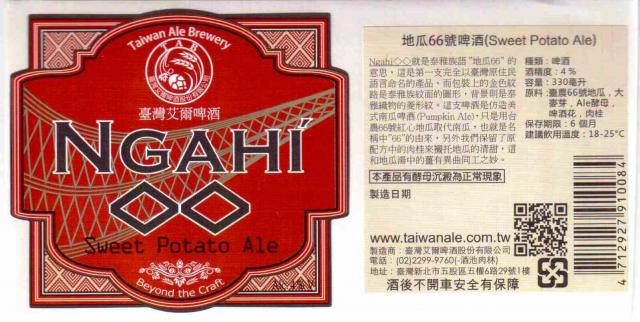 Taiwan Ale Brewery
TAB
臺灣艾爾啤酒股份有限公司
臺灣艾爾啤酒
NGAHÍ
◇◇
Sweet Potato Ale
Beyond the Craft
地瓜66號啤酒(Sweet Potato Ale)
Ngahi◇◇就是泰雅族語"地瓜66"的
意思，這是第一支完全以臺灣原住民
語言命名的產品，而包裝上的金色紋
路是泰雅族紋面的圖形，背景則是泰
雅織物的菱形紋。這支啤酒是仿造美
式南瓜啤酒(Pumpkin Ale)，只是用台
農66號紅心地瓜取代南瓜，也就是名
稱中"66"的由來，另外我們保留了原
配方中的肉桂來襯托地瓜的清甜，這
和地瓜湯中的薑有異曲同工之妙。
本產品有酵母沉澱為正常現象
製造日期
種類：啤酒
酒精度：4%
容量：330毫升
原料：臺農66號地瓜，大
麥芽，Ale酵母，
啤酒花，肉桂
保存期限：6 個月
建議飲用溫度：18-25°C
www.taiwanale.com.tw
製造商：臺灣艾爾啤酒股份有限公司
電話：(02)2299-9760(-酒池肉林)
地址：臺灣新北市五股區五權6路29號1樓
酒後不開車安全有保障
4712927910084